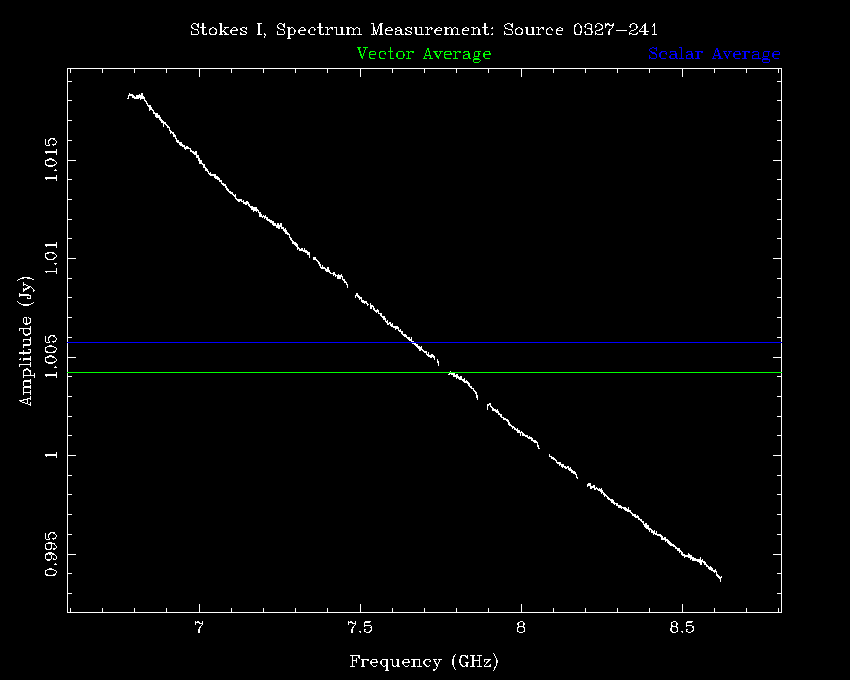 Stokes I, Spectrum Measurement: Source 0327−241
Vector Average Scalar Average
Amplitude (Jy)
1.015
1.01
1.005
1
0.995
7 7.5 8 8.5
Frequency (GHz)